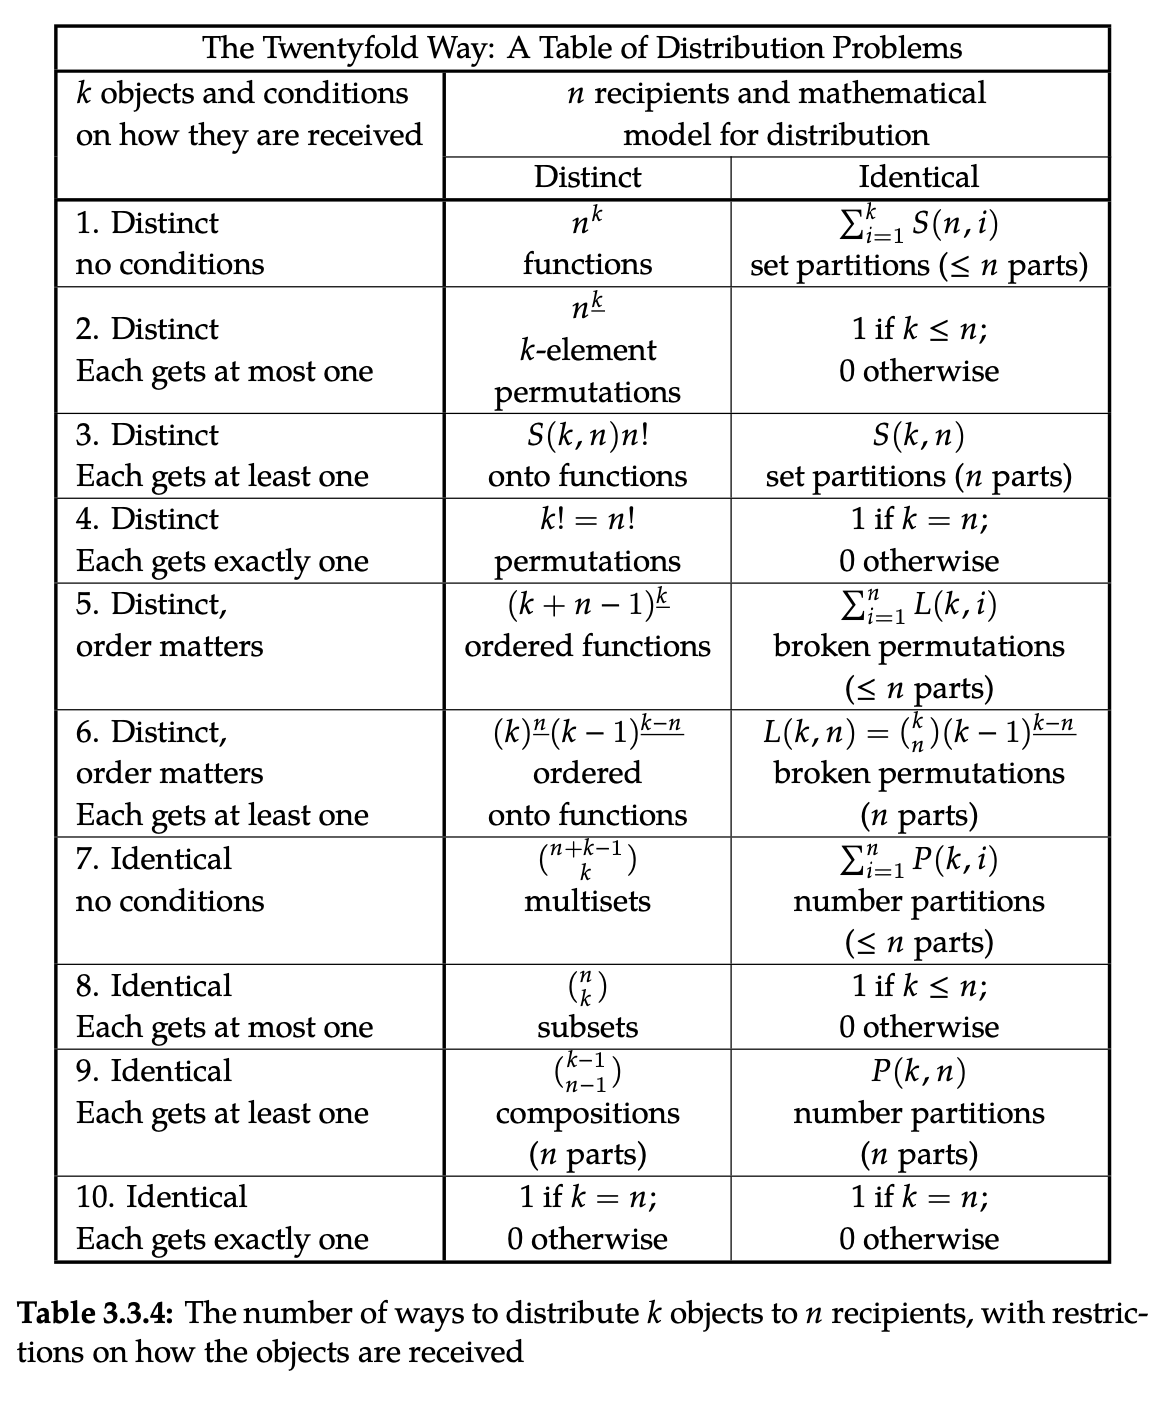 The Twentyfold Way: A Table of Distribution Problems
k objects and conditions
on how they are received
n recipients and mathematical
model for distribution
Distinct
Identical
1. Distinct
no conditions
n^k
functions
∑_{i=1}^{k} S(n, i)
set partitions (≤ n parts)
2. Distinct
Each gets at most one
n^{\underline{k}}
k-element
permutations
1 if k ≤ n;
0 otherwise
3. Distinct
Each gets at least one
S(k, n)n!
onto functions
S(k, n)
set partitions (n parts)
4. Distinct
Each gets exactly one
k! = n!
permutations
1 if k = n;
0 otherwise
5. Distinct,
order matters
(k + n − 1)^{\underline{k}}
ordered functions
∑_{i=1}^{n} L(k, i)
broken permutations
(≤ n parts)
6. Distinct,
order matters
Each gets at least one
(k)^{\underline{n}}(k − 1)^{\underline{k−n}}
ordered
onto functions
L(k, n) = \binom{k}{n}(k − 1)^{\underline{k−n}}
broken permutations
(n parts)
7. Identical
no conditions
\binom{n+k−1}{k}
multisets
∑_{i=1}^{n} P(k, i)
number partitions
(≤ n parts)
8. Identical
Each gets at most one
\binom{n}{k}
subsets
1 if k ≤ n;
0 otherwise
9. Identical
Each gets at least one
\binom{k−1}{n−1}
compositions
(n parts)
P(k, n)
number partitions
(n parts)
10. Identical
Each gets exactly one
1 if k = n;
0 otherwise
1 if k = n;
0 otherwise
Table 3.3.4: The number of ways to distribute k objects to n recipients, with restric-
tions on how the objects are received